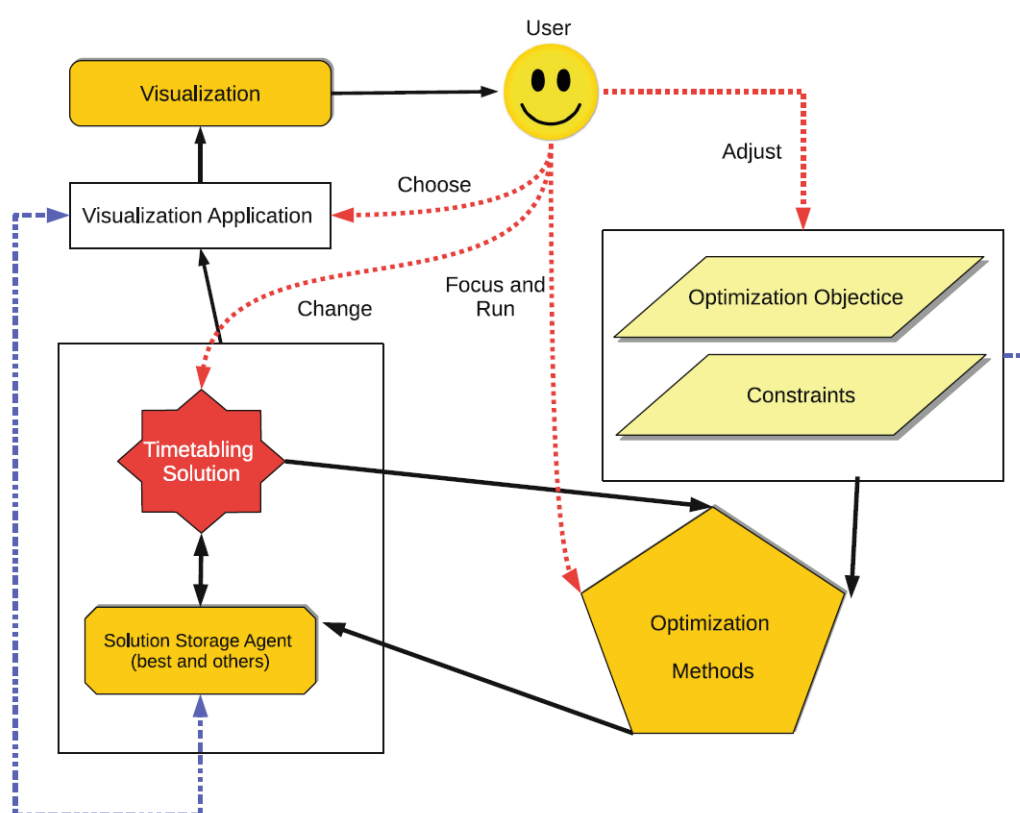 User
Visualization
Adjust
Choose
Visualization Application
Focus and
Run
Optimization Objectice
Change
Constraints
Timetabling
Solution
Optimization
Methods
Solution Storage Agent
(best and others)